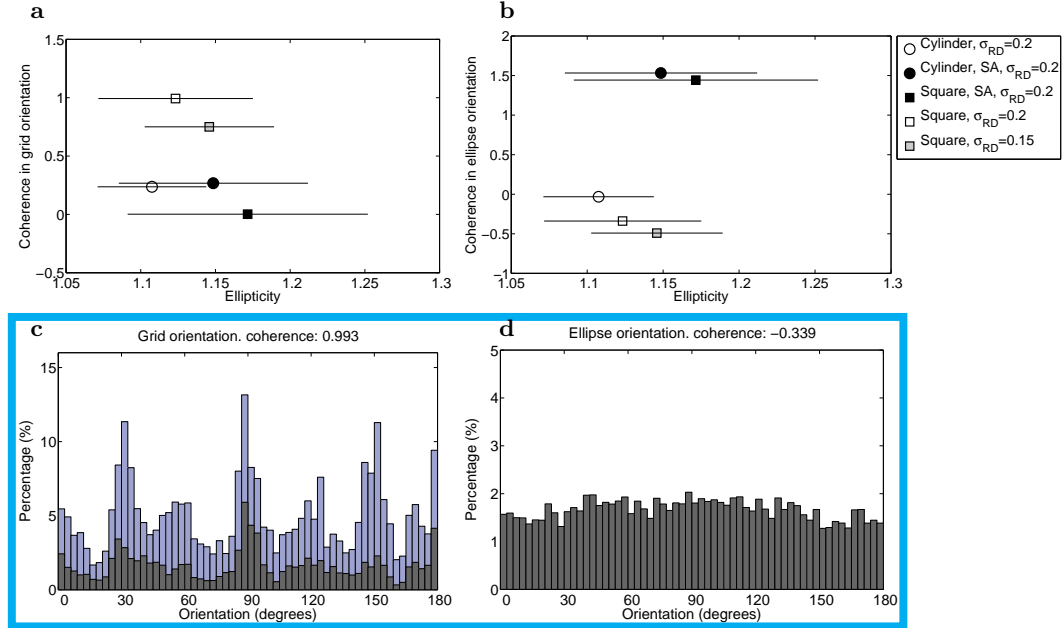 a
1.5
1
0.5
0
−0.5
1.05
1.1
1.15
1.2
1.25
1.3
Ellipticity
Coherence in grid orientation
b
2
1.5
1
0.5
0
−0.5
−1
1.05
1.1
1.15
1.2
1.25
1.3
Ellipticity
Coherence in ellipse orientation
Cylinder, σRD=0.2
Cylinder, SA, σRD=0.2
Square, SA, σRD=0.2
Square, σRD=0.2
Square, σRD=0.15
c
Grid orientation. coherence: 0.993
15
10
5
0
0
30
60
90
120
150
180
Orientation (degrees)
Percentage (%)
d
Ellipse orientation. coherence: −0.339
5
4
3
2
1
0
0
30
60
90
120
150
180
Orientation (degrees)
Percentage (%)